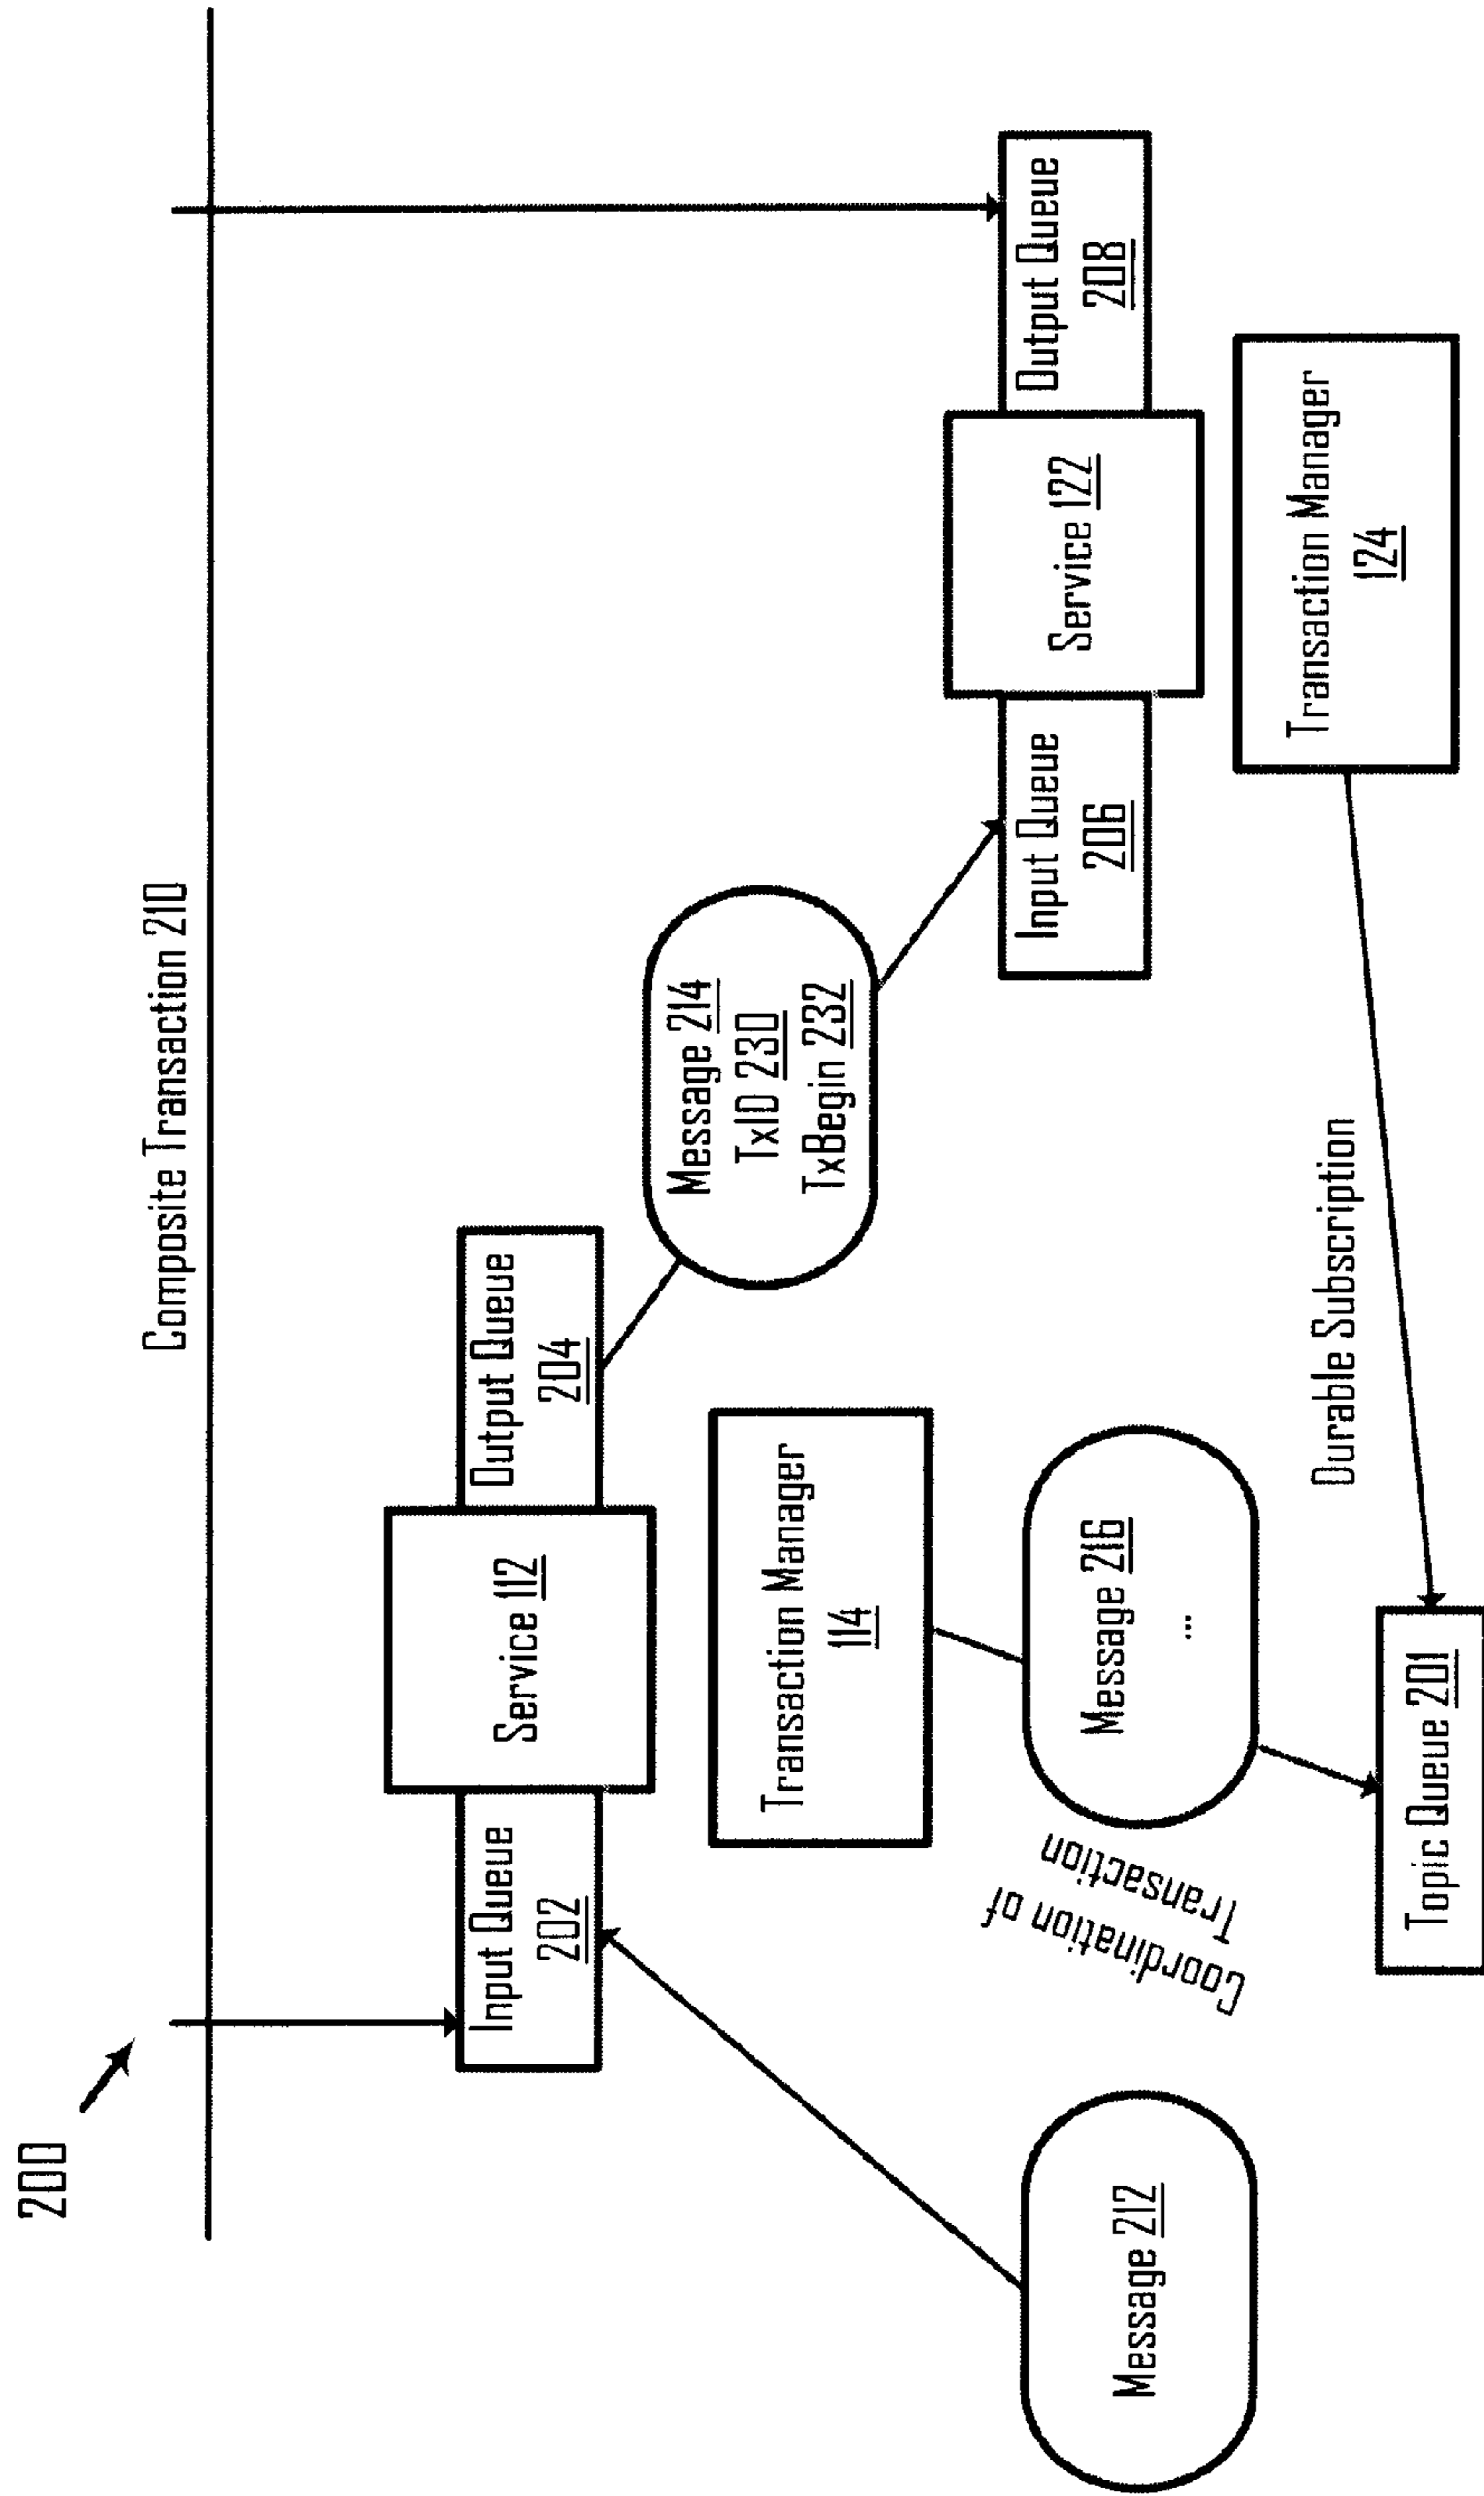 200
Composite Transaction 210
Input Queue
202
Service 112
Output Queue
204
Transaction Manager
114
Message 214
TxID 230
TxBegin 232
Message 212
Coordination of
Transaction
Message 216
...
Input Queue
206
Service 122
Output Queue
208
Transaction Manager
124
Durable Subscription
Topic Queue 201